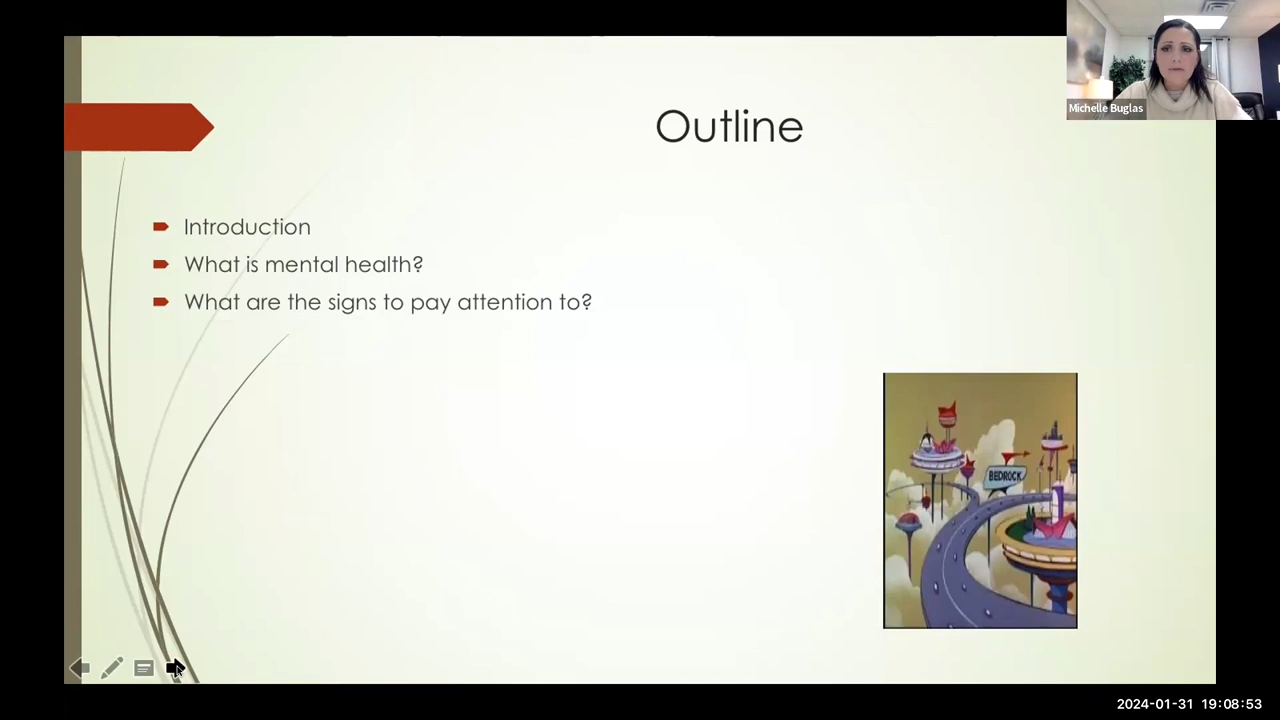 Michelle Buglas
Outline
Introduction
What is mental health?
What are the signs to pay attention to?
BEDROCK
2024-01-31 19:08:53